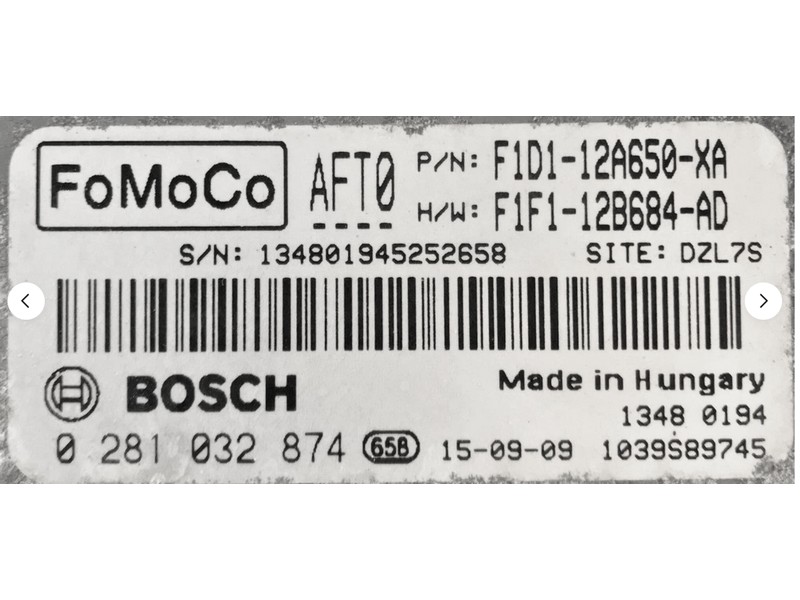 FoMoCo AFT0 P/N: F1D1-12A650-XA
H/W: F1F1-12B684-AD
S/N: 134801945252658 SITE: DZL7S
BOSCH Made in Hungary
1348 0194
0 281 032 874 65B 15-09-09 1039S89745